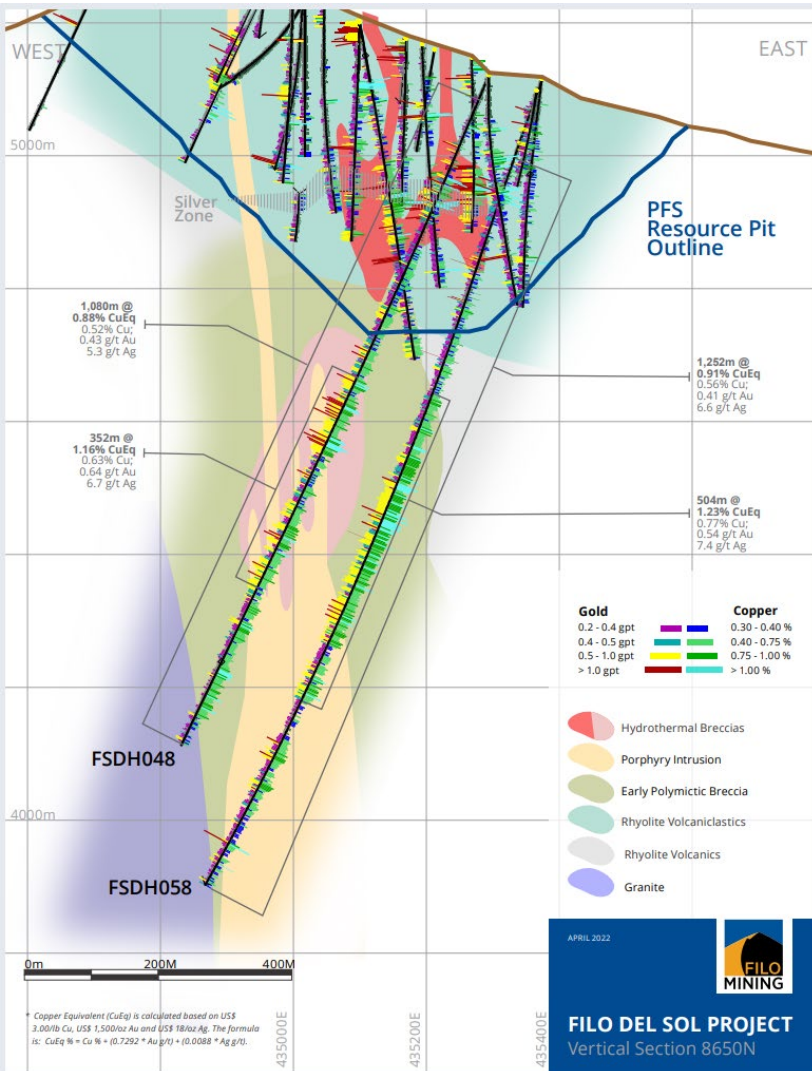 WEST
EAST
5000m
Silver
Zone
PFS
Resource Pit
Outline
1,080m @
0.88% CuEq
0.52% Cu;
0.43 g/t Au
5.3 g/t Ag
1,252m @
0.91% CuEq
0.56% Cu;
0.41 g/t Au
6.6 g/t Ag
352m @
1.16% CuEq
0.63% Cu;
0.64 g/t Au
6.7 g/t Ag
504m @
1.23% CuEq
0.77% Cu;
0.54 g/t Au
7.4 g/t Ag
Gold Copper
0.2 - 0.4 gpt 0.30 - 0.40 %
0.4 - 0.5 gpt 0.40 - 0.75 %
0.5 - 1.0 gpt 0.75 - 1.00 %
> 1.0 gpt > 1.00 %
Hydrothermal Breccias
Porphyry Intrusion
Early Polymictic Breccia
Rhyolite Volcaniclastics
Rhyolite Volcanics
Granite
FSDH048
4000m
FSDH058
0m 200M 400M
* Copper Equivalent (CuEq) is calculated based on US$
3.00/lb Cu, US$ 1,500/oz Au and US$ 18/oz Ag. The formula
is: CuEq % = Cu % + (0.7292 * Au g/t) + (0.0088 * Ag g/t).
435000E
435200E
435400E
APRIL 2022
FILO
MINING
FILO DEL SOL PROJECT
Vertical Section 8650N